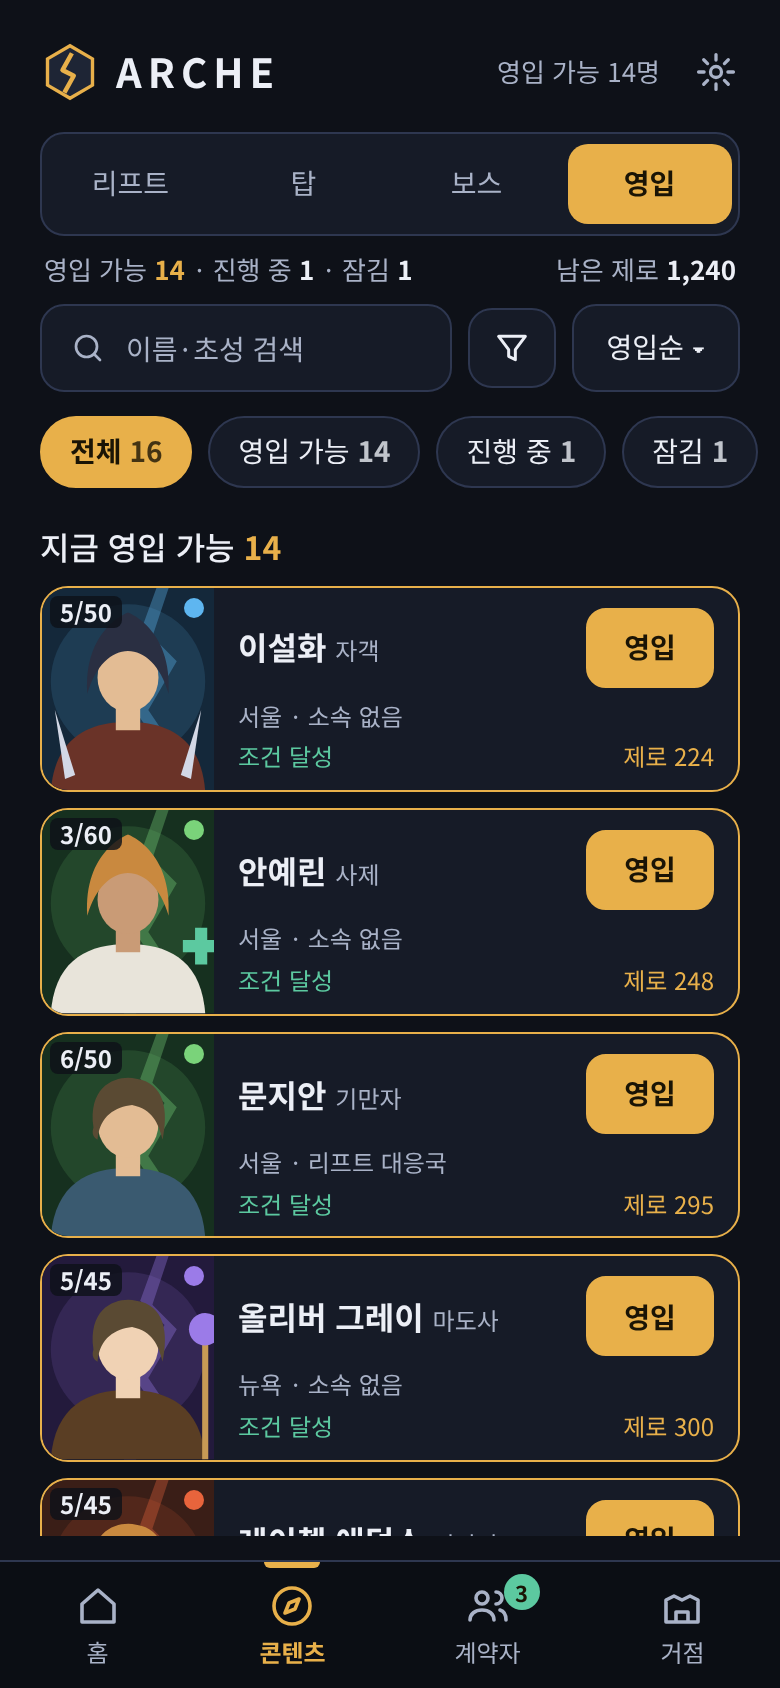 ARCHE
영입 가능 14명
리프트 탑 보스 영입
영입 가능 14 · 진행 중 1 · 잠김 1
남은 제로 1,240
이름·초성 검색
영입순
전체 16
영입 가능 14
진행 중 1
잠김 1
지금 영입 가능 14
5/50
이설화 자객
영입
서울 · 소속 없음
조건 달성
제로 224
3/60
안예린 사제
영입
서울 · 소속 없음
조건 달성
제로 248
6/50
문지안 기만자
영입
서울 · 리프트 대응국
조건 달성
제로 295
5/45
올리버 그레이 마도사
영입
뉴욕 · 소속 없음
조건 달성
제로 300
5/45
영입
홈
콘텐츠
계약자 3
거점